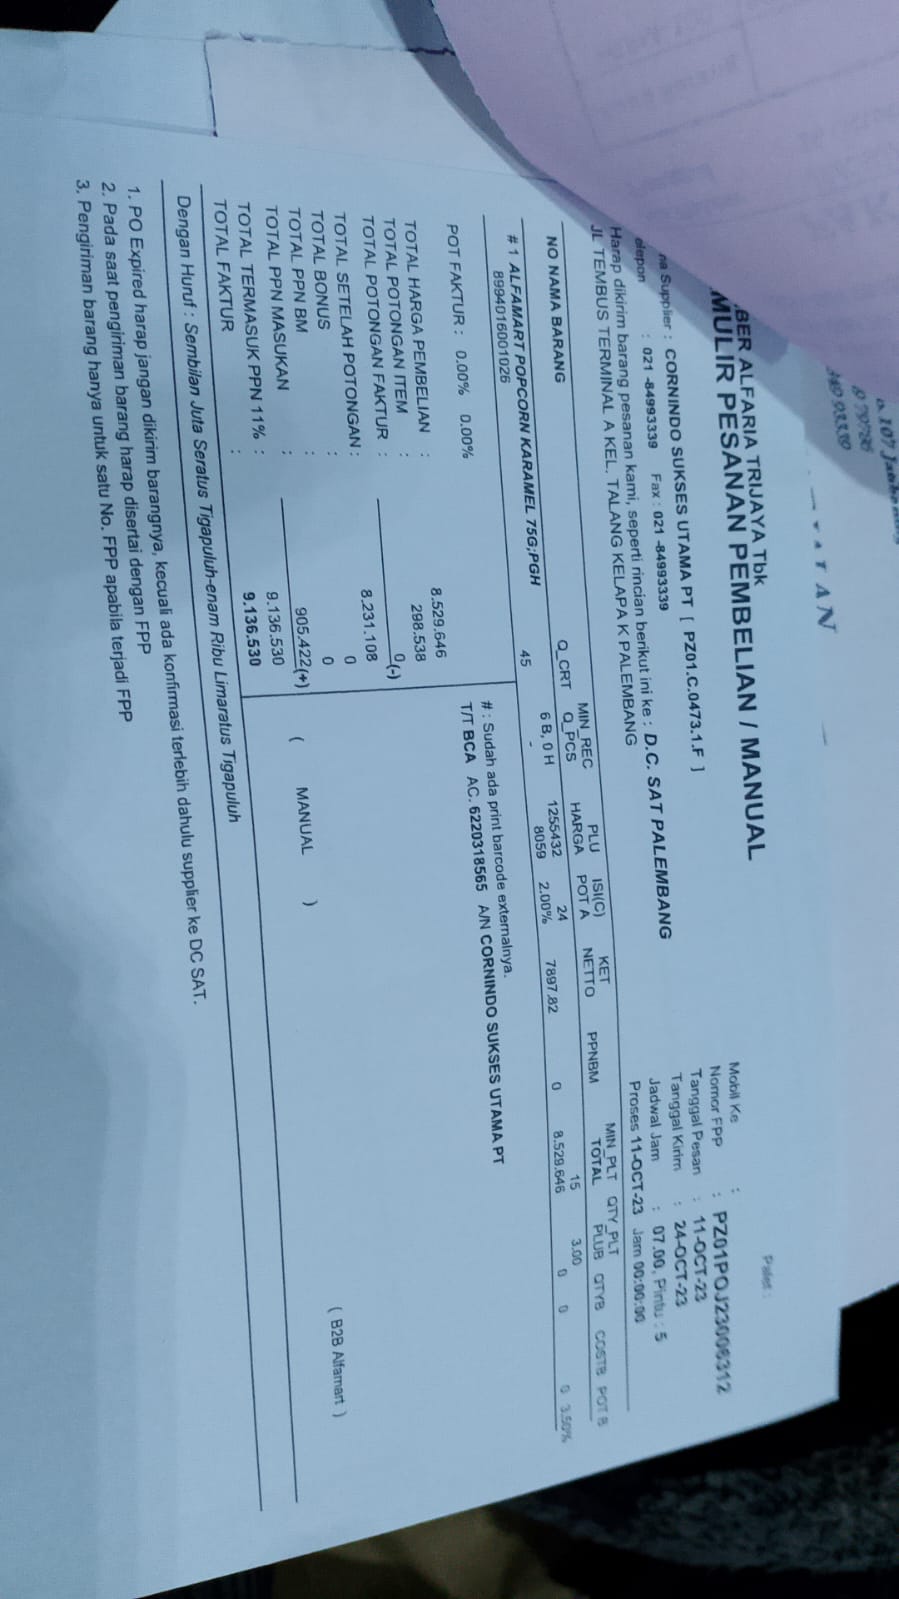 107 Jatibening
79786
93339
BER ALFARIA TRIJAYA Tbk
MULIR PESANAN PEMBELIAN / MANUAL
Palet :
Mobil Ke :
Nomor FPP : PZ01POJ23006312
Tanggal Pesan : 11-OCT-23
Tanggal Kirim : 24-OCT-23
Jadwal Jam : 07.00, Pintu : 5
Proses 11-OCT-23 Jam 00:00:00
na Supplier : CORNINDO SUKSES UTAMA PT [ PZ01.C.0473.1.F ]
elepon : 021 -84993339 Fax : 021 -84993339
Harap dikirim barang pesanan kami, seperti rincian berikut ini ke : D.C. SAT PALEMBANG
JL TEMBUS TERMINAL A KEL. TALANG KELAPA K PALEMBANG
NO NAMA BARANG Q_CRT MIN_REC PLU ISI(C) KET PPNBM MIN_PLT QTY_PLT
Q_PCS HARGA POT A NETTO TOTAL PLUB QTYB COSTB POT B
# 1 ALFAMART POPCORN KARAMEL 75G;PGH 45 6 B, 0 H 1255432 24 7897.82 0 15 3.00
8994016001026 - 8059 2.00% 8.529.646 0 0 0 3.50%
POT FAKTUR : 0.00% 0.00%
# : Sudah ada print barcode externalnya.
T/T BCA AC. 6220318565 A/N CORNINDO SUKSES UTAMA PT
TOTAL HARGA PEMBELIAN : 8.529.646
TOTAL POTONGAN ITEM : 298.538
TOTAL POTONGAN FAKTUR : 0(-)
TOTAL SETELAH POTONGAN : 8.231.108
TOTAL BONUS : 0
TOTAL PPN BM : 0
TOTAL PPN MASUKAN : 905.422(+)
TOTAL TERMASUK PPN 11% : 9.136.530
TOTAL FAKTUR : 9.136.530
( MANUAL ) ( B2B Alfamart )
Dengan Huruf : Sembilan Juta Seratus Tigapuluh-enam Ribu Limaratus Tigapuluh
1. PO Expired harap jangan dikirim barangnya, kecuali ada konfirmasi terlebih dahulu supplier ke DC SAT.
2. Pada saat pengiriman barang harap disertai dengan FPP
3. Pengiriman barang hanya untuk satu No. FPP apabila terjadi FPP